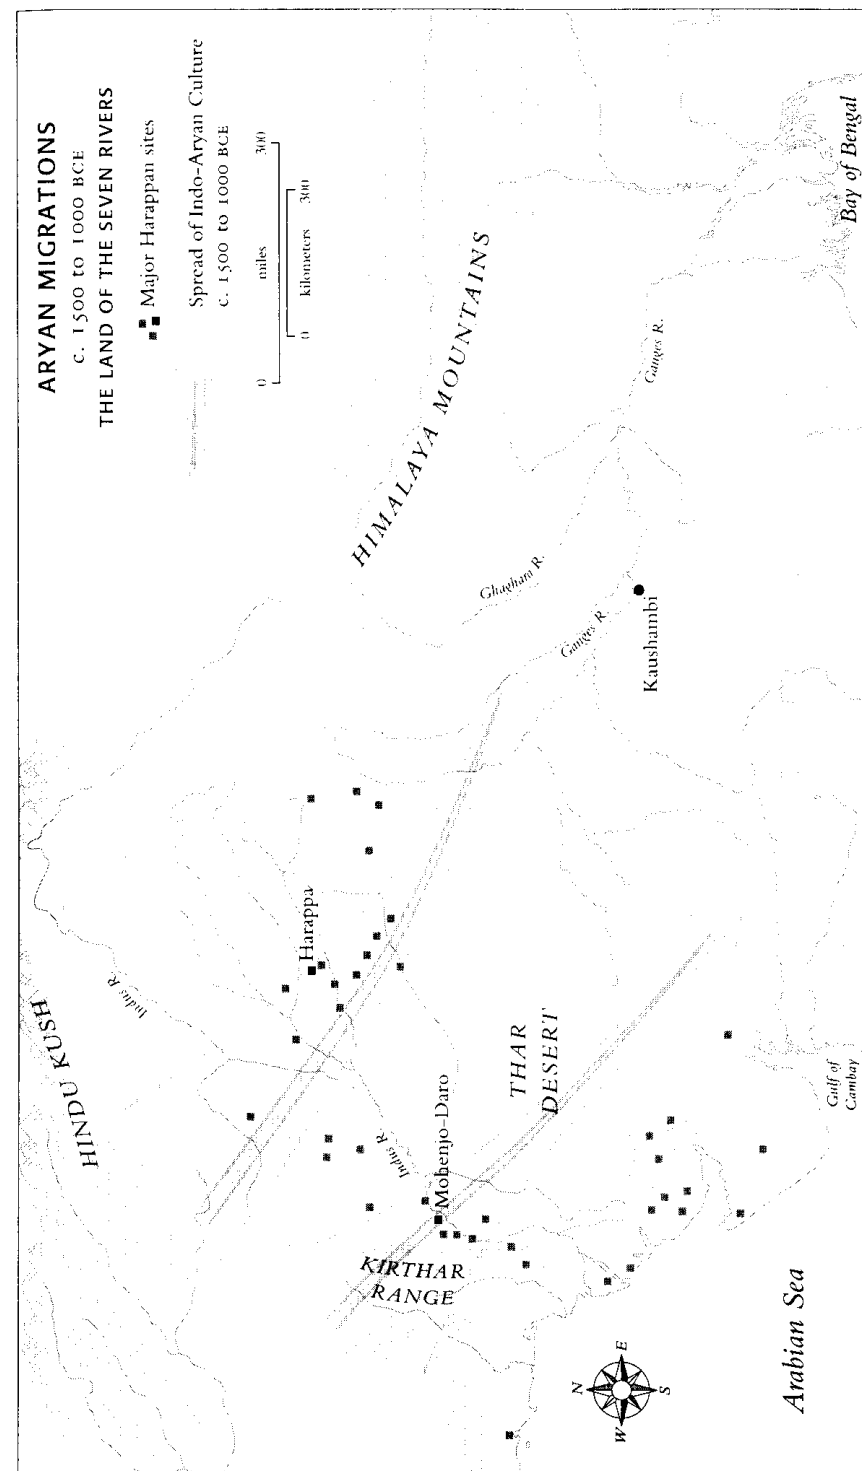 ARYAN MIGRATIONS
c. 1500 to 1000 BCE
THE LAND OF THE SEVEN RIVERS
Major Harappan sites
Spread of Indo-Aryan Culture
c. 1500 to 1000 BCE
0 miles 300
0 kilometers 300
HINDU KUSH
Indus R.
Harappa
HIMALAYA MOUNTAINS
Indus R.
Mohenjo-Daro
KIRTHAR
RANGE
THAR
DESERT
Ghaghara R.
Ganges R.
Kaushambi
Ganges R.
Gulf of
Cambay
Arabian Sea
Bay of Bengal
N
W
E
S